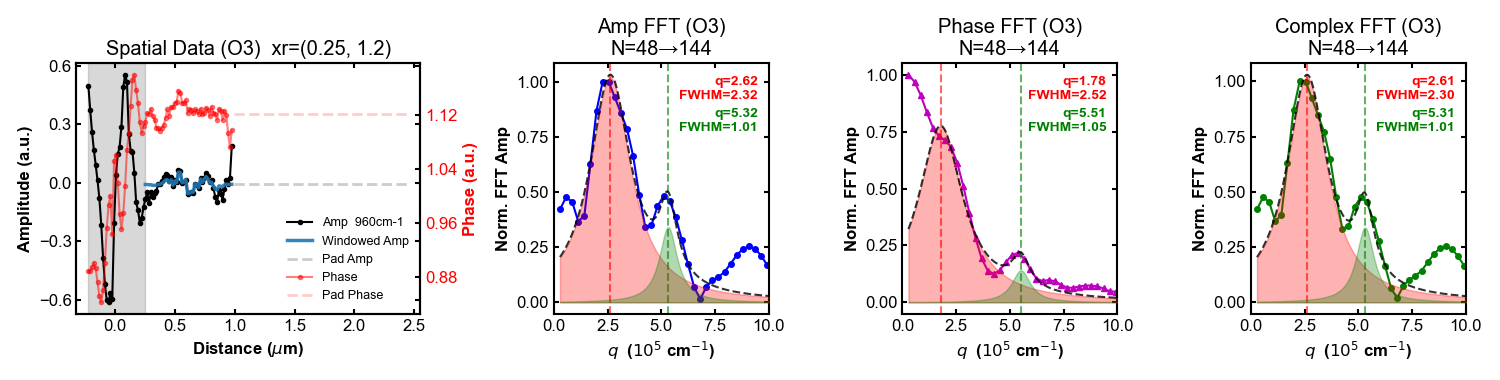 Spatial Data (O3)  xr=(0.25, 1.2)
Amplitude (a.u.)
0.6
0.3
0.0
−0.3
−0.6
0.0
0.5
1.0
1.5
2.0
2.5
Distance (μm)
1.12
1.04
0.96
0.88
Phase (a.u.)
Amp  960cm-1
Windowed Amp
Pad Amp
Phase
Pad Phase
Amp FFT (O3)
N=48→144
Norm. FFT Amp
1.00
0.75
0.50
0.25
0.00
0.0
2.5
5.0
7.5
10.0
q (10⁵ cm⁻¹)
q=2.62
FWHM=2.32
q=5.32
FWHM=1.01
Phase FFT (O3)
N=48→144
Norm. FFT Amp
1.00
0.75
0.50
0.25
0.00
0.0
2.5
5.0
7.5
10.0
q (10⁵ cm⁻¹)
q=1.78
FWHM=2.52
q=5.51
FWHM=1.05
Complex FFT (O3)
N=48→144
Norm. FFT Amp
1.00
0.75
0.50
0.25
0.00
0.0
2.5
5.0
7.5
10.0
q (10⁵ cm⁻¹)
q=2.61
FWHM=2.30
q=5.31
FWHM=1.01